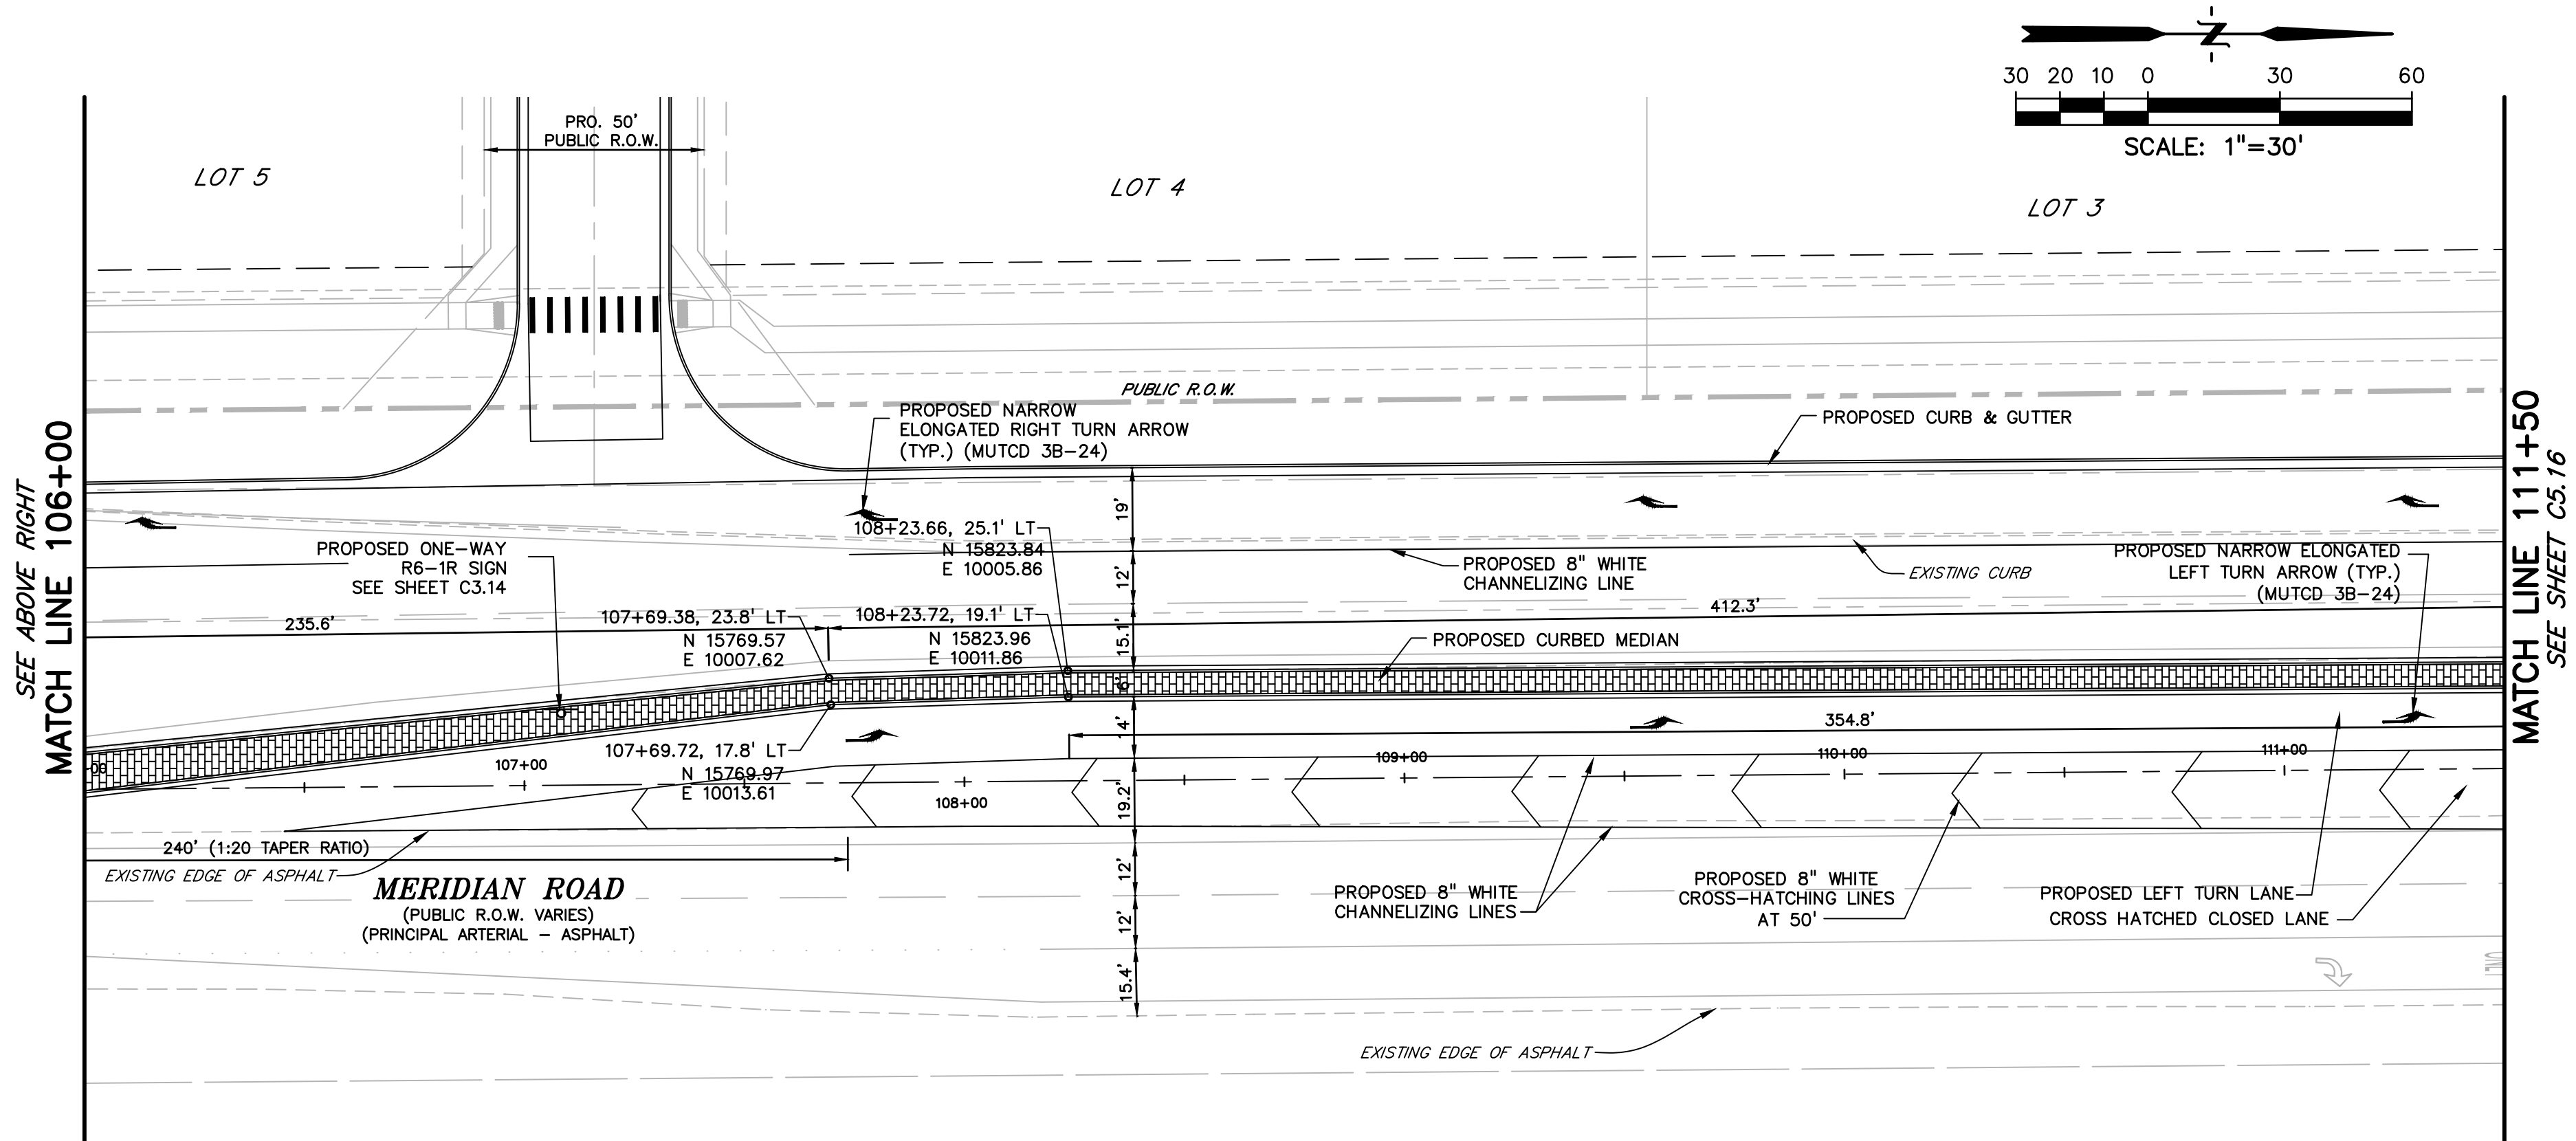 30 20 10 0 30 60
SCALE: 1"=30'
PRO. 50'
PUBLIC R.O.W.
LOT 5
LOT 4
LOT 3
PUBLIC R.O.W.
PROPOSED NARROW
ELONGATED RIGHT TURN ARROW
(TYP.) (MUTCD 3B-24)
PROPOSED CURB & GUTTER
SEE ABOVE RIGHT
MATCH LINE 106+00
MATCH LINE 111+50
SEE SHEET C5.16
19'
108+23.66, 25.1' LT
N 15823.84
E 10005.86
PROPOSED ONE-WAY
R6-1R SIGN
SEE SHEET C3.14
12'
PROPOSED 8" WHITE
CHANNELIZING LINE
EXISTING CURB
PROPOSED NARROW ELONGATED
LEFT TURN ARROW (TYP.)
(MUTCD 3B-24)
235.6'
412.3'
107+69.38, 23.8' LT
N 15769.57
E 10007.62
108+23.72, 19.1' LT
N 15823.96
E 10011.86
15.1'
PROPOSED CURBED MEDIAN
6'
14'
354.8'
107+69.72, 17.8' LT
N 15769.97
E 10013.61
00
107+00
108+00
109+00
110+00
111+00
19.2'
240' (1:20 TAPER RATIO)
EXISTING EDGE OF ASPHALT
MERIDIAN ROAD
(PUBLIC R.O.W. VARIES)
(PRINCIPAL ARTERIAL - ASPHALT)
12'
12'
15.4'
PROPOSED 8" WHITE
CHANNELIZING LINES
PROPOSED 8" WHITE
CROSS-HATCHING LINES
AT 50'
PROPOSED LEFT TURN LANE
CROSS HATCHED CLOSED LANE
EXISTING EDGE OF ASPHALT